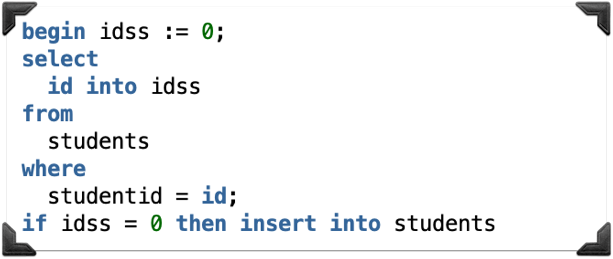 begin idss := 0;
select
id into idss
from
students
where
studentid = id;
if idss = 0 then insert into students